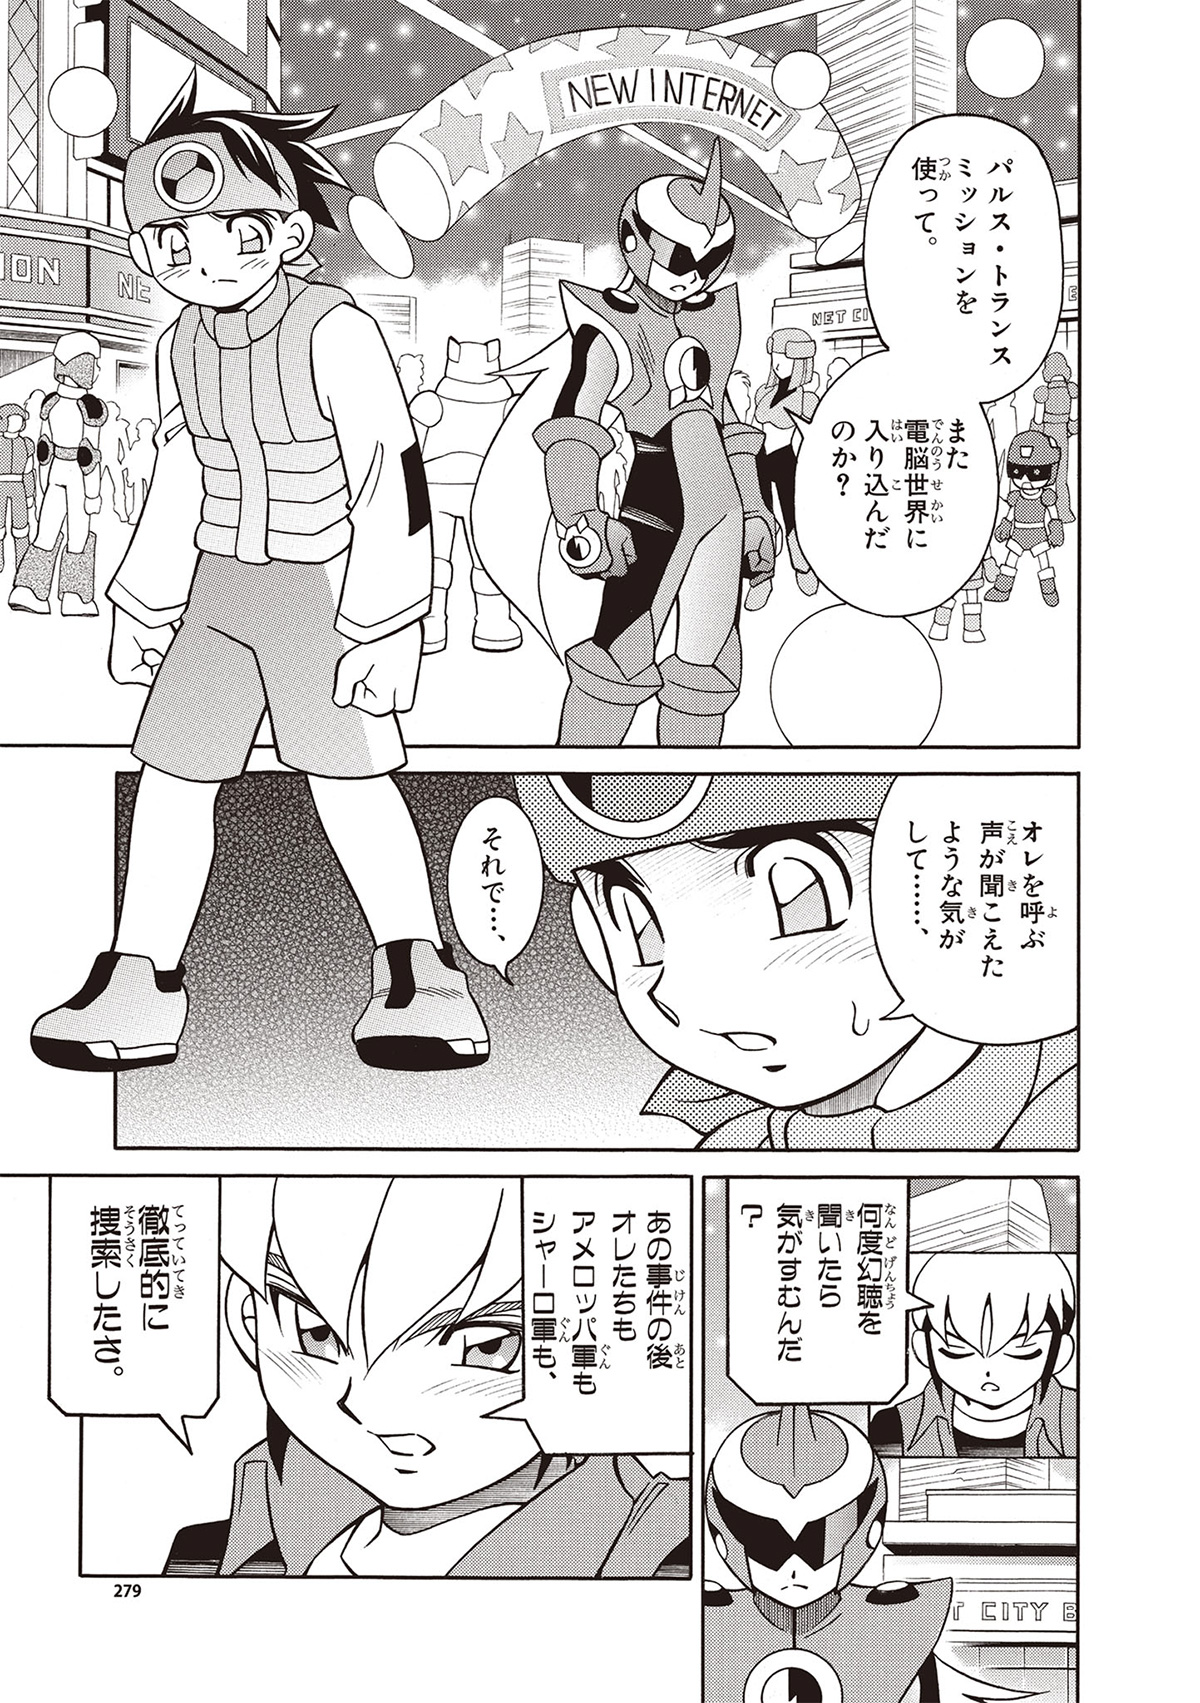 NEW INTERNET
パルス・トランス
ミッションを
使って。
また
電脳世界に
入り込んだ
のか？
NET CI
ION
NE
オレを呼ぶ
声が聞こえた
ような気が
して……、
それで…、
何度幻聴を
聞いたら
気がすむんだ
？
T CITY B
あの事件の後
オレたちも
アメロッパ軍も
シャーロ軍も、
徹底的に
捜索したさ。
279